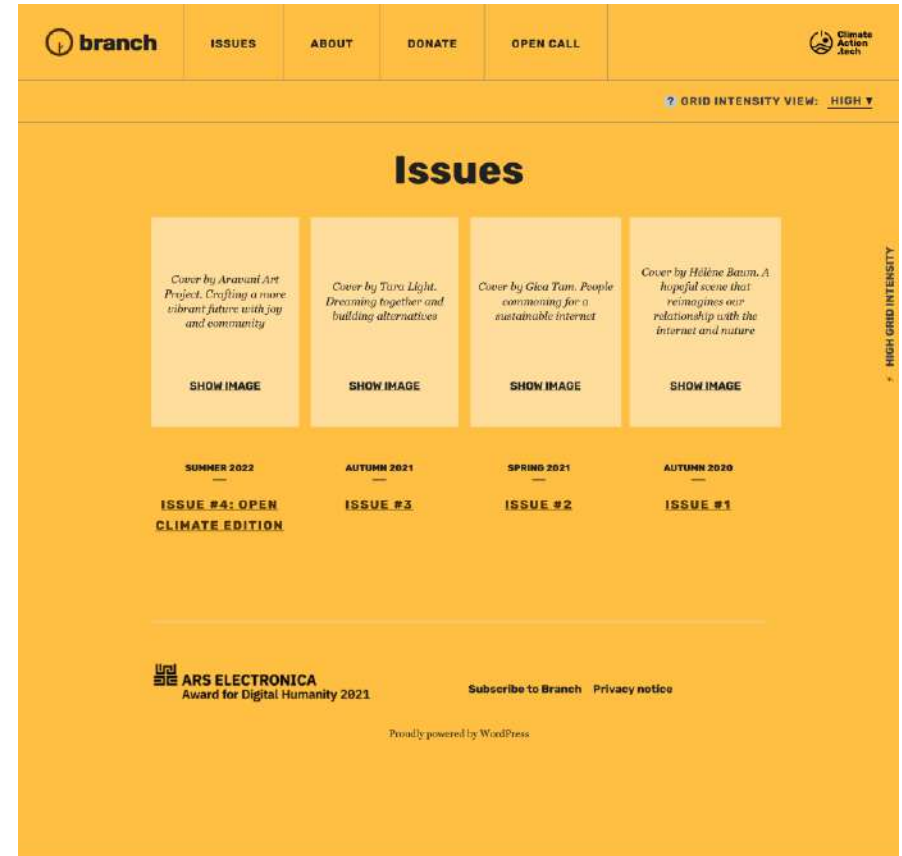 branch
ISSUES
ABOUT
DONATE
OPEN CALL
Climate
Action
.tech
? GRID INTENSITY VIEW: HIGH ▼
Issues
Cover by Aravani Art
Project. Crafting a more
vibrant future with joy
and community
SHOW IMAGE
Cover by Tara Light.
Dreaming together and
building alternatives
SHOW IMAGE
Cover by Gica Tam. People
commoning for a
sustainable internet
SHOW IMAGE
Cover by Hélène Baum. A
hopeful scene that
reimagines our
relationship with the
internet and nature
SHOW IMAGE
HIGH GRID INTENSITY
SUMMER 2022
ISSUE #4: OPEN
CLIMATE EDITION
AUTUMN 2021
ISSUE #3
SPRING 2021
ISSUE #2
AUTUMN 2020
ISSUE #1
ARS ELECTRONICA
Award for Digital Humanity 2021
Subscribe to Branch Privacy notice
Proudly powered by WordPress